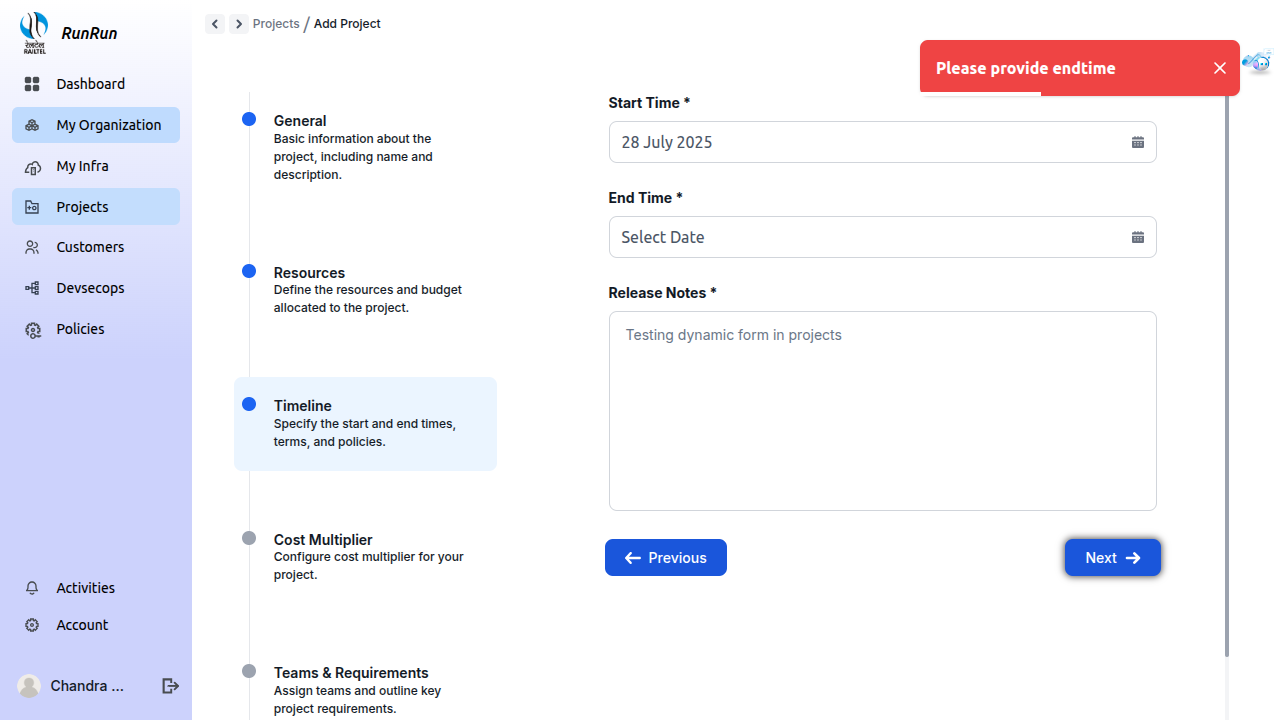 रेलटेल
RAILTEL
RunRun
Dashboard
My Organization
My Infra
Projects
Customers
Devsecops
Policies
Activities
Account
Chandra ...
Projects / Add Project
Please provide endtime
General
Basic information about the
project, including name and
description.
Resources
Define the resources and budget
allocated to the project.
Timeline
Specify the start and end times,
terms, and policies.
Cost Multiplier
Configure cost multiplier for your
project.
Teams & Requirements
Assign teams and outline key
project requirements.
Start Time *
28 July 2025
End Time *
Select Date
Release Notes *
Testing dynamic form in projects
Previous
Next